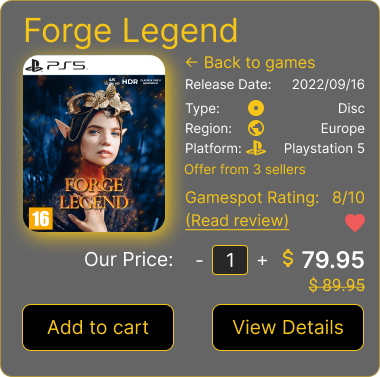 Forge Legend
PS5
4K HDR
← Back to games
Release Date: 2022/09/16
Type: Disc
Region: Europe
Platform: Playstation 5
Offer from 3 sellers
FORGE
LEGEND
16
Gamespot Rating: 8/10
(Read review)
Our Price: - 1 + $ 79.95
$ 89.95
Add to cart
View Details